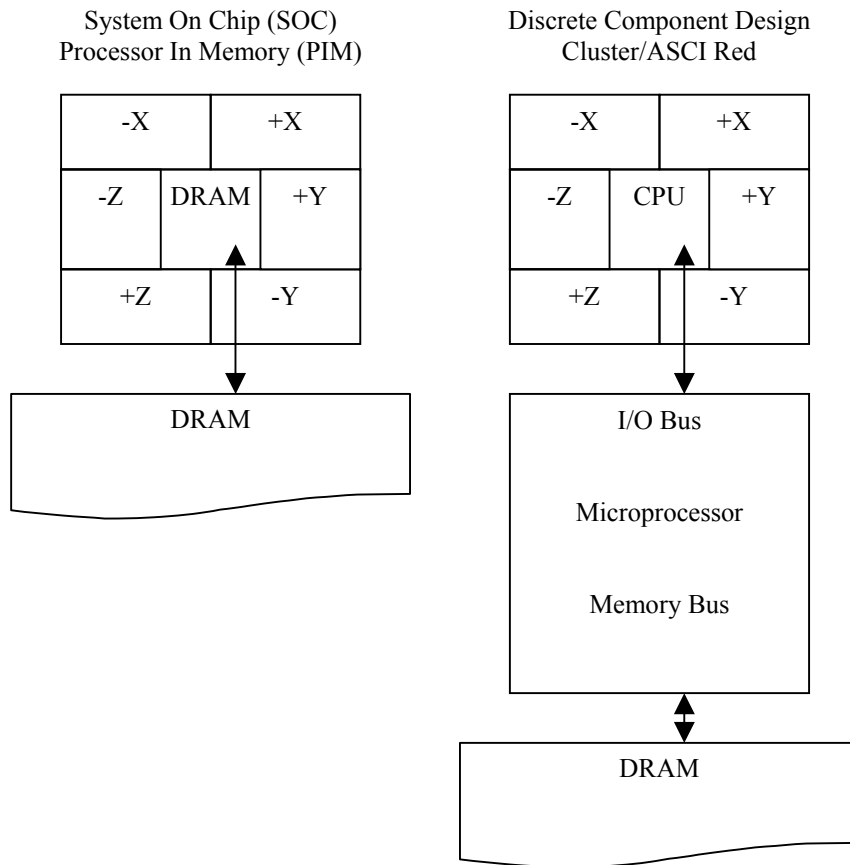 System On Chip (SOC)
Processor In Memory (PIM)
-X
+X
-Z
DRAM
+Y
+Z
-Y
DRAM
Discrete Component Design
Cluster/ASCI Red
-X
+X
-Z
CPU
+Y
+Z
-Y
I/O Bus
Microprocessor
Memory Bus
DRAM